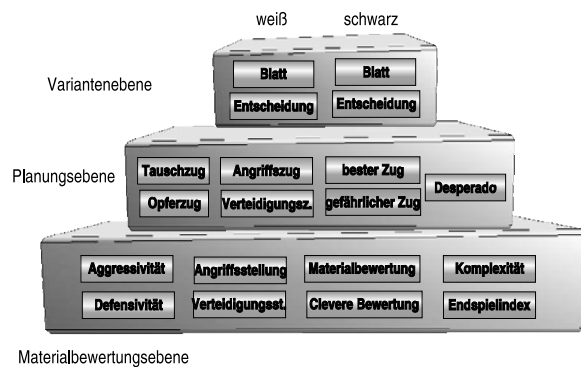 weiß schwarz
Variantenebene
Blatt Blatt
Entscheidung Entscheidung
Planungsebene
Tauschzug Angriffszug bester Zug
Opferzug Verteidigungsz. gefährlicher Zug
Desperado
Aggressivität Angriffsstellung Materialbewertung Komplexität
Defensivität Verteidigungsst. Clevere Bewertung Endspielindex
Materialbewertungsebene